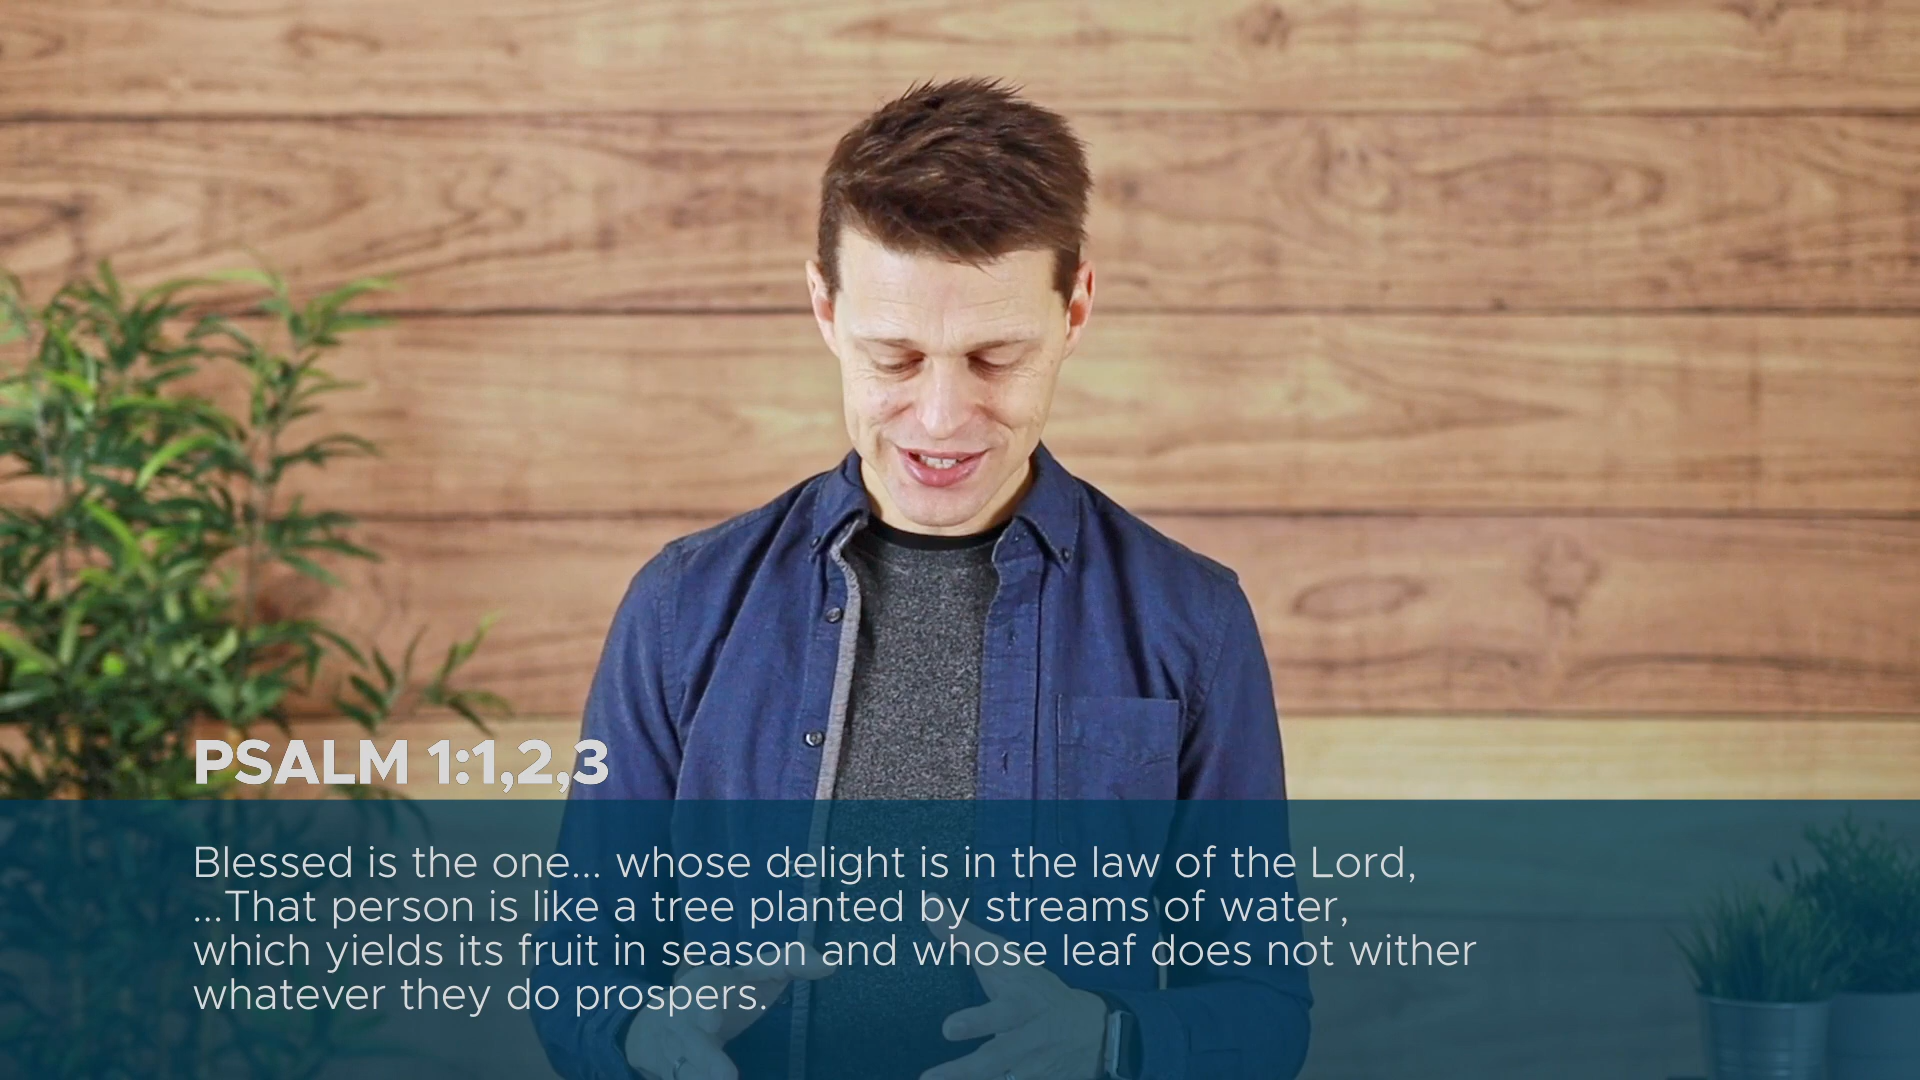 PSALM 1:1,2,3
Blessed is the one... whose delight is in the law of the Lord,
...That person is like a tree planted by streams of water,
which yields its fruit in season and whose leaf does not wither
whatever they do prospers.